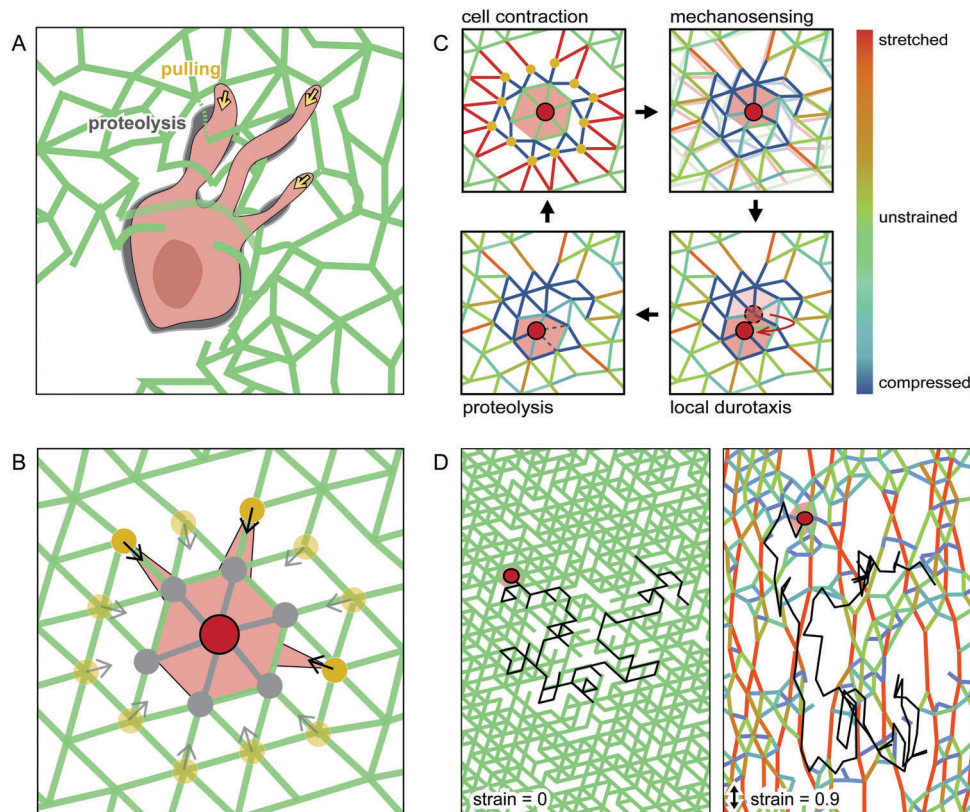 A
pulling
proteolysis
C
cell contraction
mechanosensing
stretched
unstrained
compressed
proteolysis
local durotaxis
B
D
strain = 0
strain = 0.9